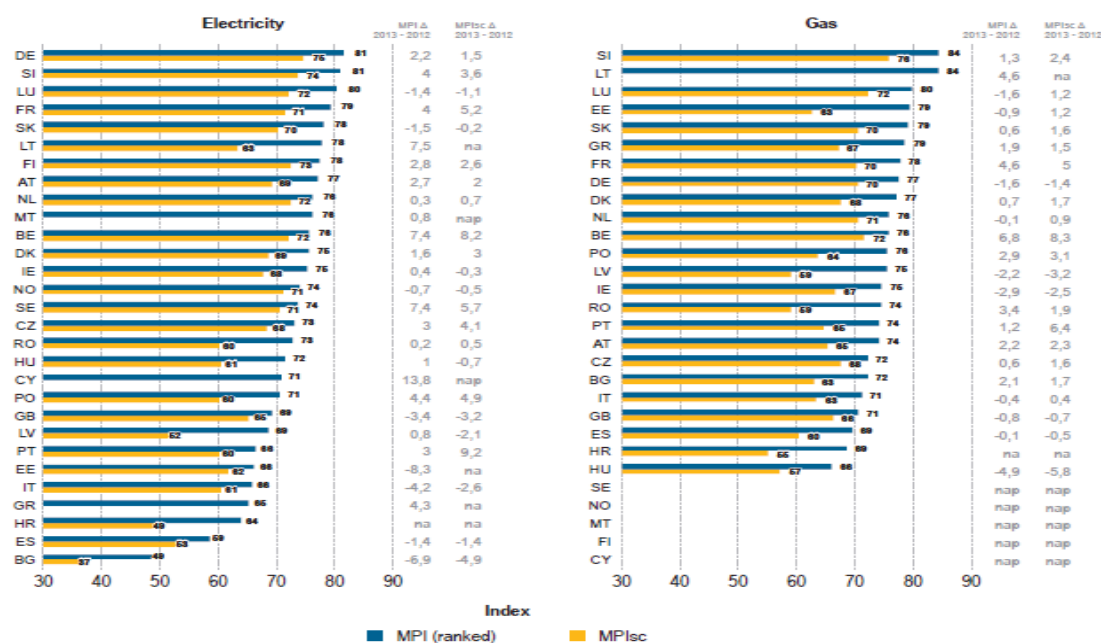 Electricity
MPI Δ MPIsc Δ
2013 - 2012 2013 - 2012
DE 81 75 2,2 1,5
SI 81 74 4 3,6
LU 80 72 -1,4 -1,1
FR 79 71 4 5,2
SK 78 70 -1,5 -0,2
LT 78 63 7,5 na
FI 78 73 2,8 2,6
AT 77 69 2,7 2
NL 76 72 0,3 0,7
MT 76 0,8 nap
BE 76 72 7,4 8,2
DK 75 69 1,6 3
IE 75 68 0,4 -0,3
NO 74 71 -0,7 -0,5
SE 74 71 7,4 5,7
CZ 73 68 3 4,1
RO 73 60 0,2 0,5
HU 72 61 1 -0,7
CY 71 13,8 nap
PO 71 60 4,4 4,9
GB 69 65 -3,4 -3,2
LV 69 52 0,8 -2,1
PT 66 60 3 9,2
EE 66 62 -8,3 na
IT 66 61 -4,2 -2,6
GR 65 4,3 na
HR 64 49 na na
ES 59 53 -1,4 -1,4
BG 49 37 -6,9 -4,9
30 40 50 60 70 80 90
Gas
MPI Δ MPIsc Δ
2013 - 2012 2013 - 2012
SI 84 76 1,3 2,4
LT 84 4,6 na
LU 80 72 -1,6 1,2
EE 79 63 -0,9 1,2
SK 79 70 0,6 1,6
GR 79 67 1,9 1,5
FR 78 70 4,6 5
DE 77 70 -1,6 -1,4
DK 77 68 0,7 1,7
NL 76 71 -0,1 0,9
BE 76 72 6,8 8,3
PO 76 64 2,9 3,1
LV 75 59 -2,2 -3,2
IE 75 67 -2,9 -2,5
RO 74 59 3,4 1,9
PT 74 65 1,2 6,4
AT 74 65 2,2 2,3
CZ 72 68 0,6 1,6
BG 72 63 2,1 1,7
IT 71 63 -0,4 0,4
GB 71 66 -0,8 -0,7
ES 69 60 -0,1 -0,5
HR 69 55 na na
HU 66 57 -4,9 -5,8
SE nap nap
NO nap nap
MT nap nap
FI nap nap
CY nap nap
30 40 50 60 70 80 90
Index
MPI (ranked) MPIsc